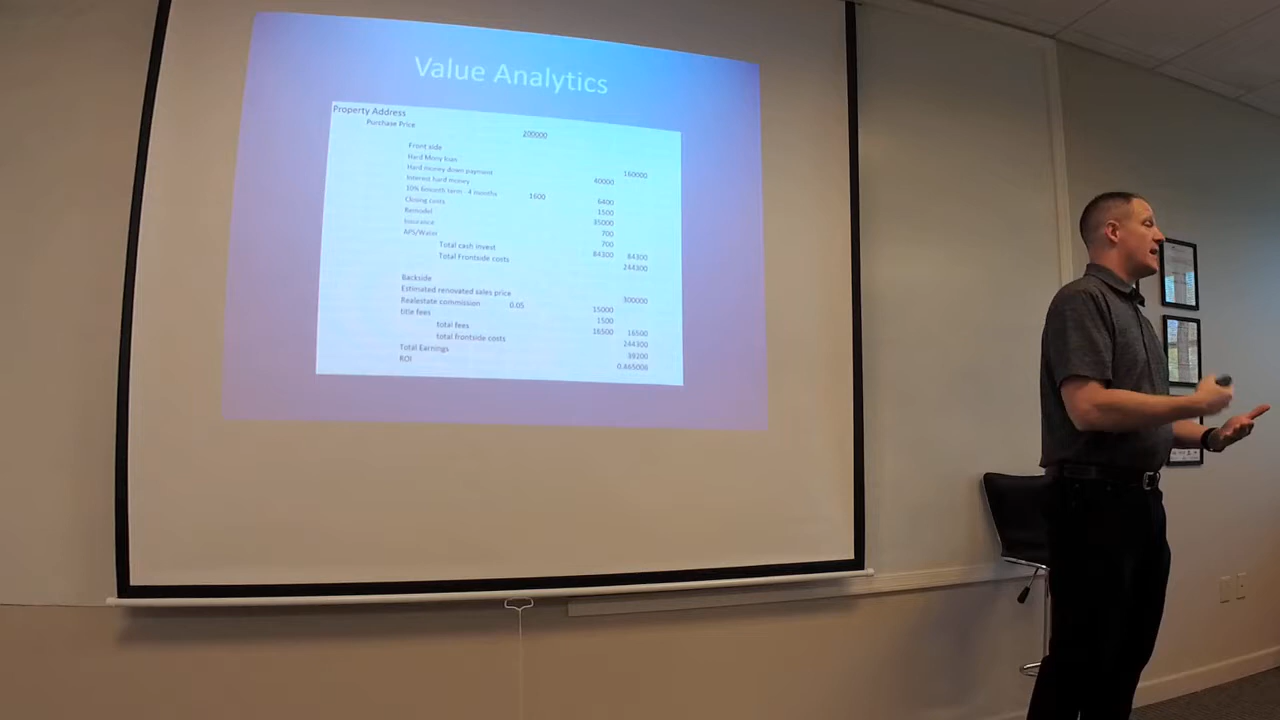 Value Analytics
Property Address
Purchase Price 200000
Front side
Hard Mony loan 160000
Hard money down payment 40000
Interest hard money
10% 6month term - 4 months 1600 6400
Closing costs 1500
Remodel 35000
Insurance 700
APS/Water 700
Total cash invest 84300 84300
Total Frontside costs 244300
Backside
Estimated renovated sales price 300000
Realestate commission 0.05 15000
title fees 1500
total fees 16500 16500
total frontside costs 244300
Total Earnings 39200
ROI 0.465008